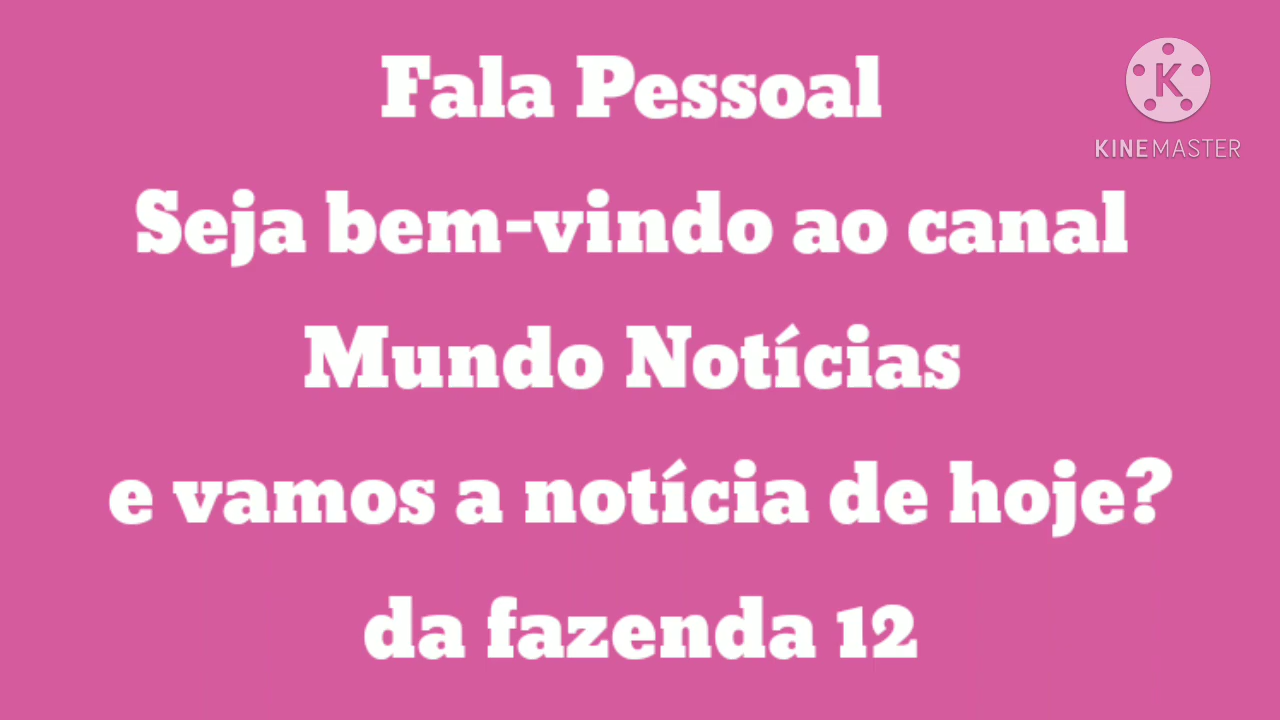 Fala Pessoal
K
KINEMASTER
Seja bem-vindo ao canal
Mundo Notícias
e vamos a notícia de hoje?
da fazenda 12